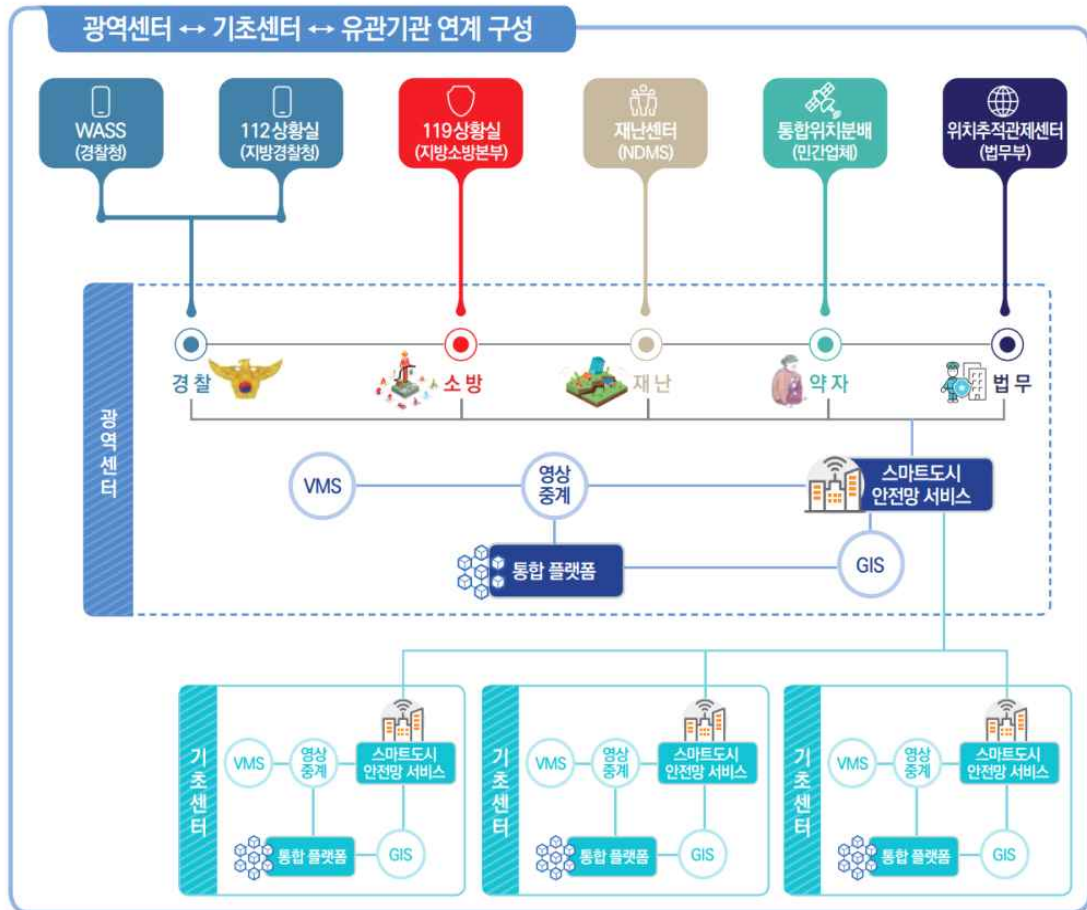 광역센터 ↔ 기초센터 ↔ 유관기관 연계 구성
WASS
(경찰청)
112상황실
(지방경찰청)
119상황실
(지방소방본부)
재난센터
(NDMS)
통합위치분배
(민간업체)
위치추적관제센터
(법무부)
광역센터
경찰
소방
재난
약자
법무
VMS
영상
중계
스마트도시
안전망 서비스
통합 플랫폼
GIS
기초센터
VMS
영상
중계
스마트도시
안전망 서비스
통합 플랫폼
GIS
기초센터
VMS
영상
중계
스마트도시
안전망 서비스
통합 플랫폼
GIS
기초센터
VMS
영상
중계
스마트도시
안전망 서비스
통합 플랫폼
GIS